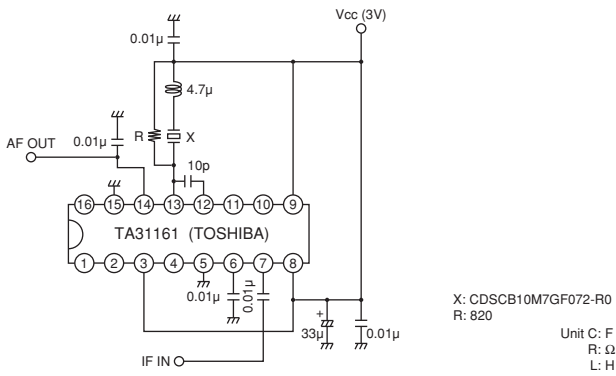 Vcc (3V)
0.01μ
4.7μ
R
X
AF OUT
0.01μ
10p
16 15 14 13 12 11 10 9
TA31161 (TOSHIBA)
1 2 3 4 5 6 7 8
0.01μ
0.01μ
+
33μ
0.01μ
IF IN
X: CDSCB10M7GF072-R0
R: 820
Unit C: F
R: Ω
L: H